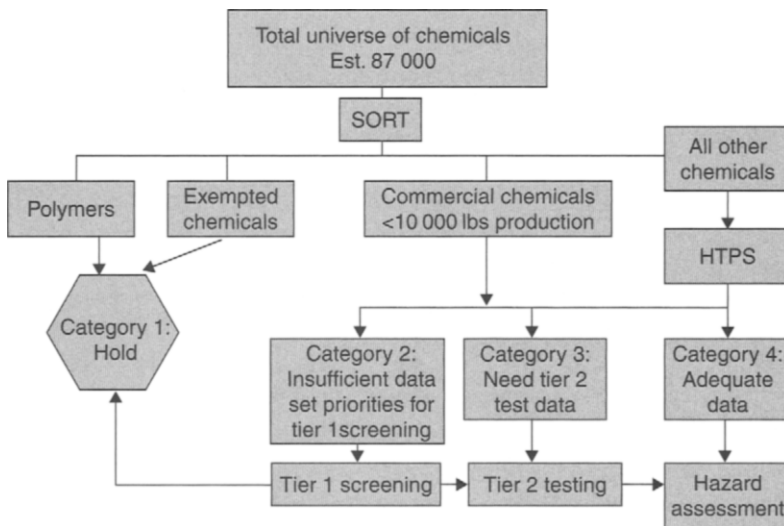 Total universe of chemicals
Est. 87 000
SORT
Polymers
Exempted
chemicals
Commercial chemicals
<10 000 lbs production
All other
chemicals
HTPS
Category 1:
Hold
Category 2:
Insufficient data
set priorities for
tier 1screening
Category 3:
Need tier 2
test data
Category 4:
Adequate
data
Tier 1 screening
Tier 2 testing
Hazard
assessment